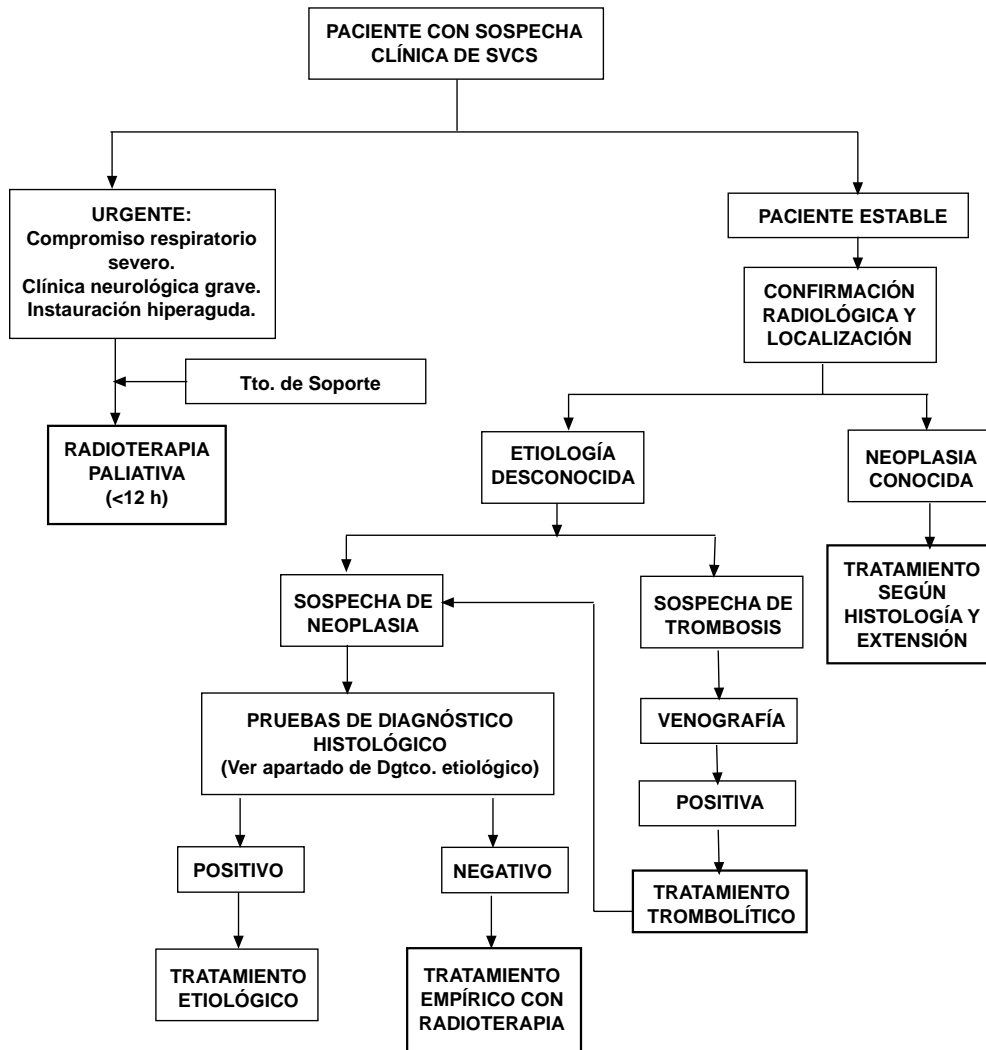 PACIENTE CON SOSPECHA
CLÍNICA DE SVCS
URGENTE:
Compromiso respiratorio
severo.
Clínica neurológica grave.
Instauración hiperaguda.
PACIENTE ESTABLE
CONFIRMACIÓN
RADIOLÓGICA Y
LOCALIZACIÓN
Tto. de Soporte
RADIOTERAPIA
PALIATIVA
(<12 h)
ETIOLOGÍA
DESCONOCIDA
NEOPLASIA
CONOCIDA
SOSPECHA DE
NEOPLASIA
SOSPECHA DE
TROMBOSIS
TRATAMIENTO
SEGÚN
HISTOLOGÍA Y
EXTENSIÓN
PRUEBAS DE DIAGNÓSTICO
HISTOLÓGICO
(Ver apartado de Dgtco. etiológico)
VENOGRAFÍA
POSITIVA
POSITIVO
NEGATIVO
TRATAMIENTO
TROMBOLÍTICO
TRATAMIENTO
ETIOLÓGICO
TRATAMIENTO
EMPÍRICO CON
RADIOTERAPIA